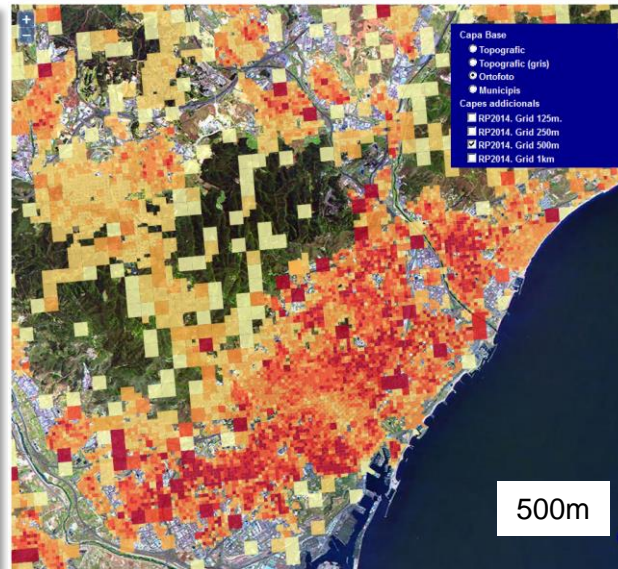 +
−
Capa Base
Topografic
Topografic (gris)
Ortofoto
Municipis
Capes addicionals
RP2014. Grid 125m.
RP2014. Grid 250m
RP2014. Grid 500m
RP2014. Grid 1km
500m